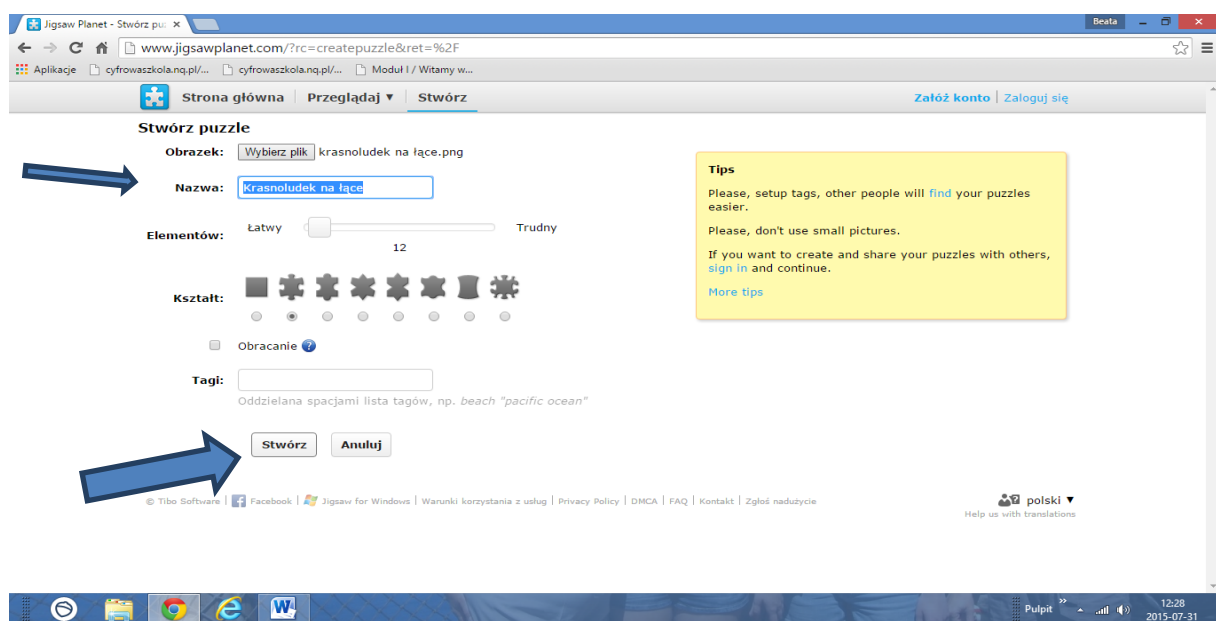 Jigsaw Planet - Stwórz pu:
Beata
www.jigsawplanet.com/?rc=createpuzzle&ret=%2F
Aplikacje cyfrowaszkola.nq.pl/... cyfrowaszkola.nq.pl/... Moduł I / Witamy w...
Strona główna Przeglądaj ▾ Stwórz Załóż konto | Zaloguj się
Stwórz puzzle
Obrazek: Wybierz plik krasnoludek na łące.png
Nazwa: Krasnoludek na łące
Elementów: Łatwy Trudny
12
Kształt:
Obracanie ?
Tagi:
Oddzielana spacjami lista tagów, np. beach "pacific ocean"
Stwórz Anuluj
Tips
Please, setup tags, other people will find your puzzles
easier.
Please, don't use small pictures.
If you want to create and share your puzzles with others,
sign in and continue.
More tips
© Tibo Software | Facebook | Jigsaw for Windows | Warunki korzystania z usług | Privacy Policy | DMCA | FAQ | Kontakt | Zgłoś nadużycie
polski ▼
Help us with translations
Pulpit »
12:28
2015-07-31